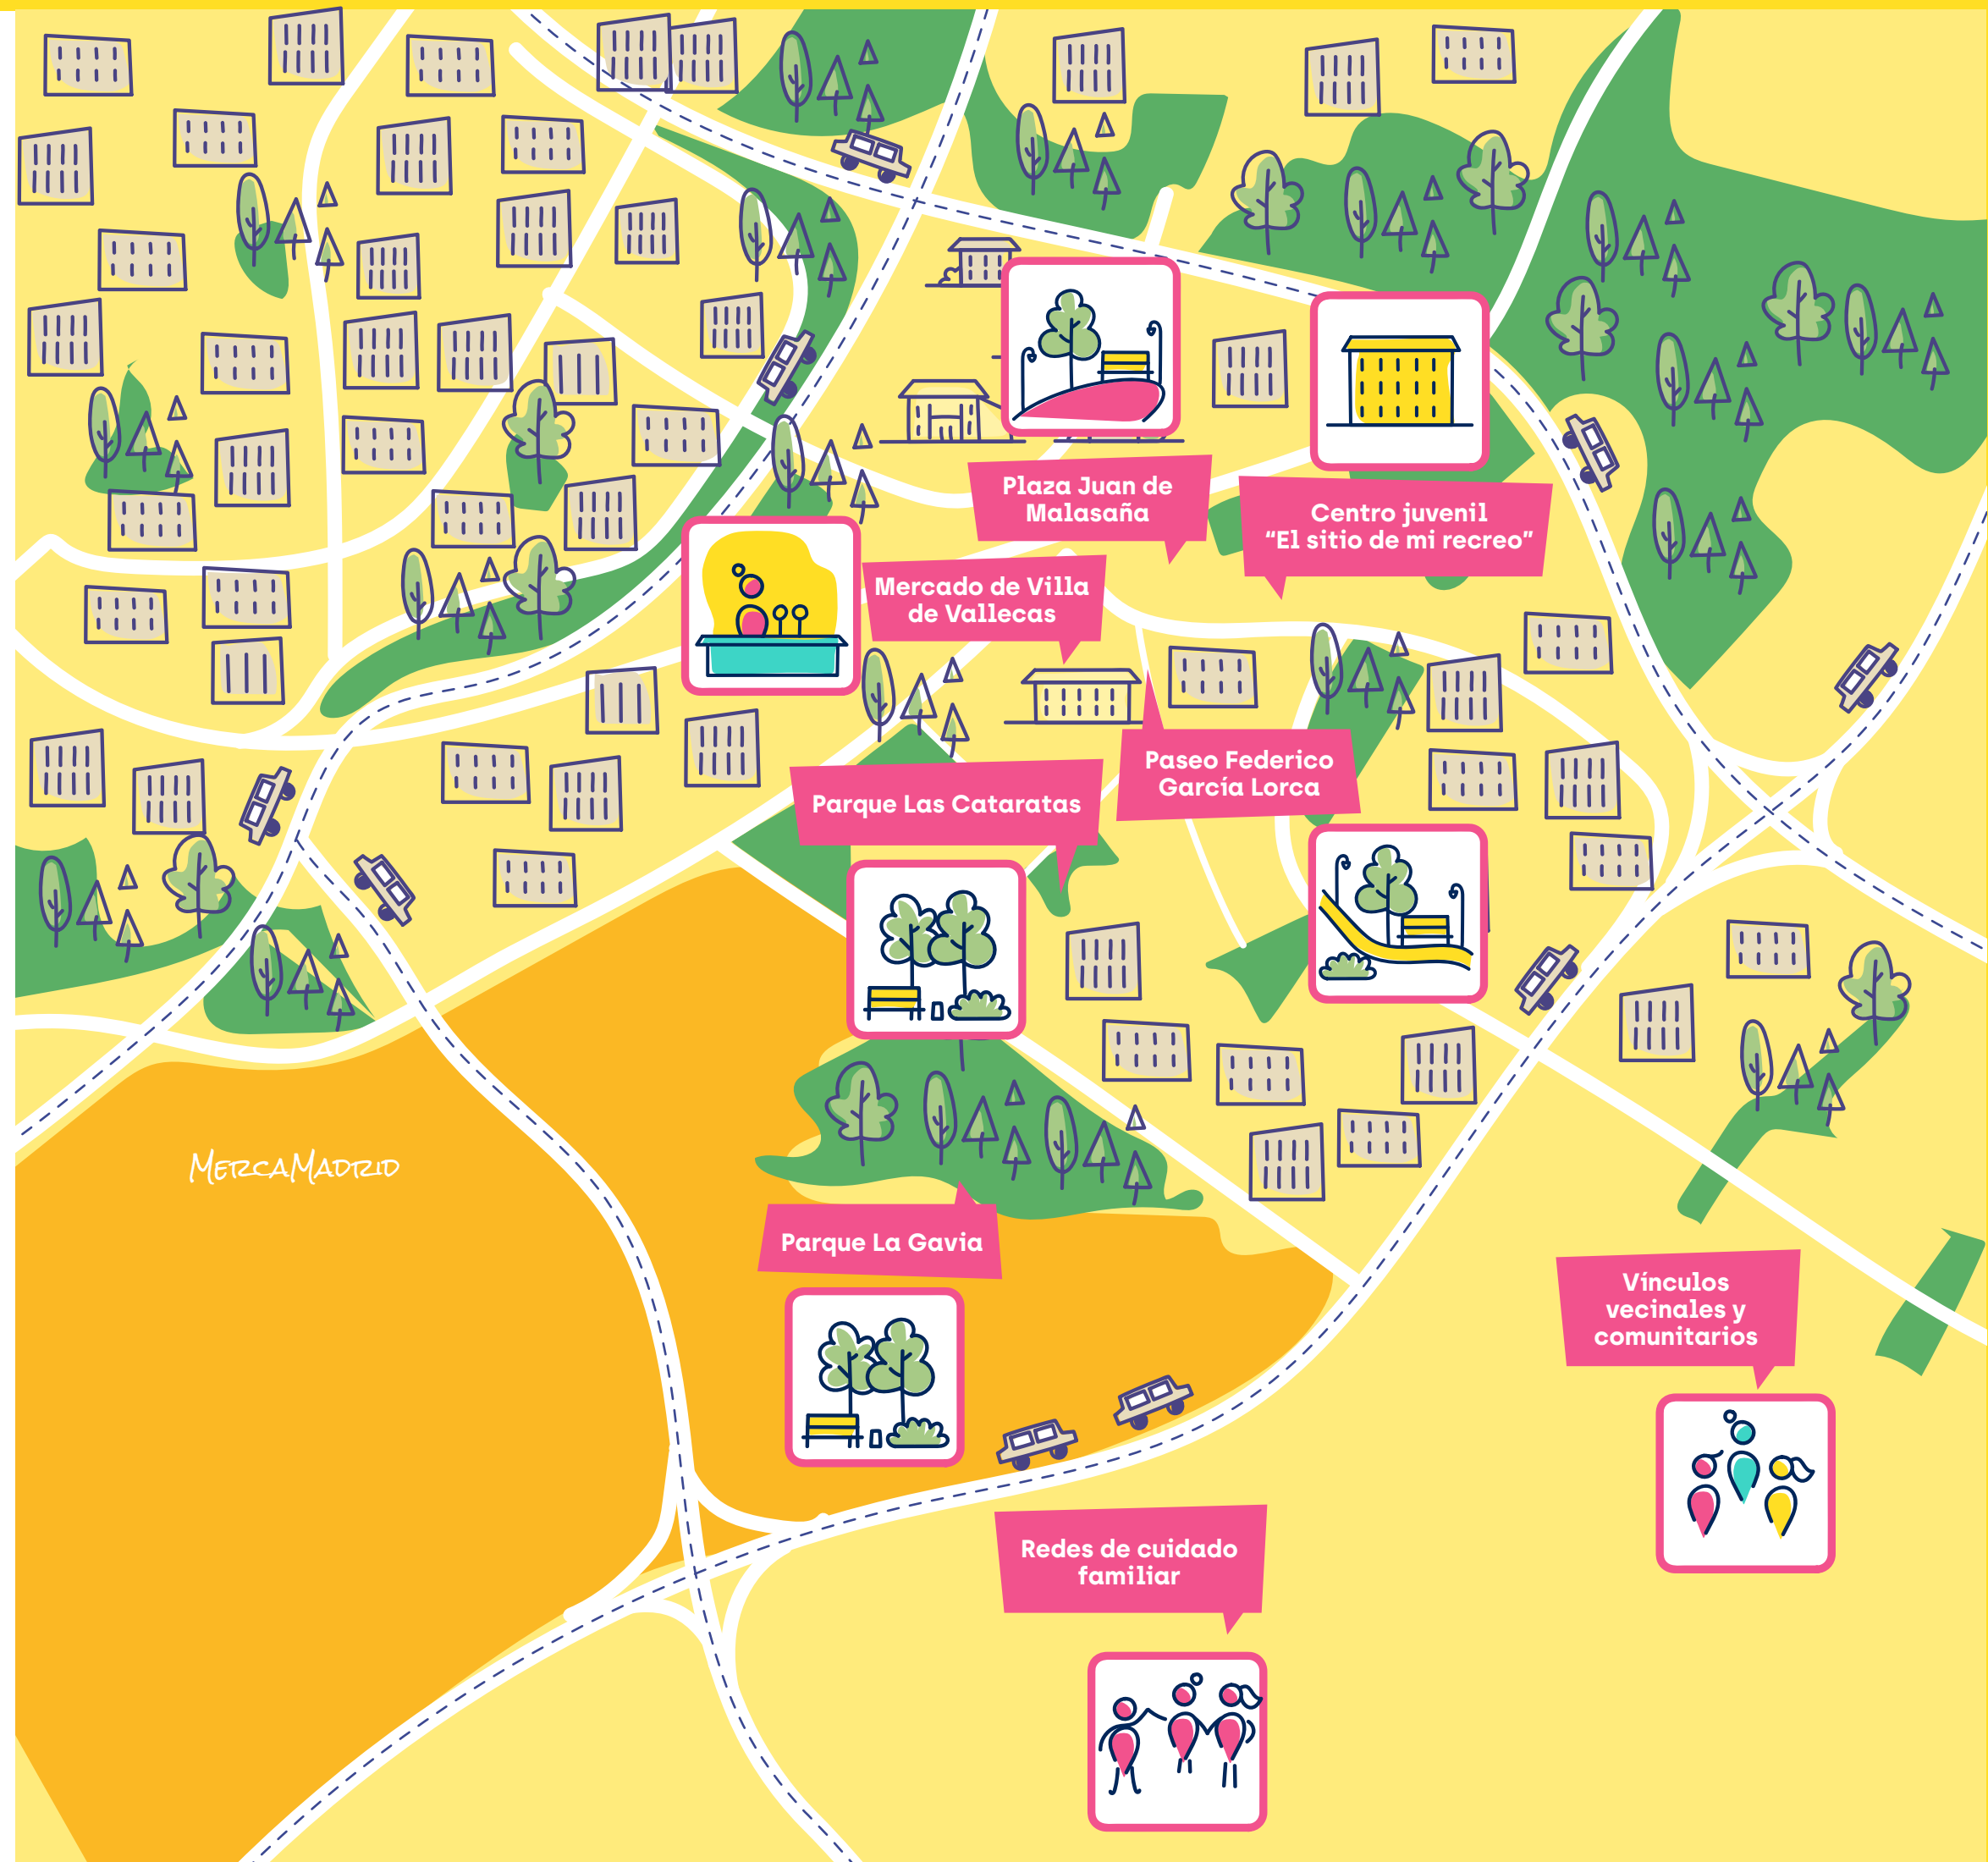 Plaza Juan de
Malasaña
Centro juvenil
“El sitio de mi recreo”
Mercado de Villa
de Vallecas
Paseo Federico
García Lorca
Parque Las Cataratas
MercaMadrid
Parque La Gavia
Vínculos
vecinales y
comunitarios
Redes de cuidado
familiar